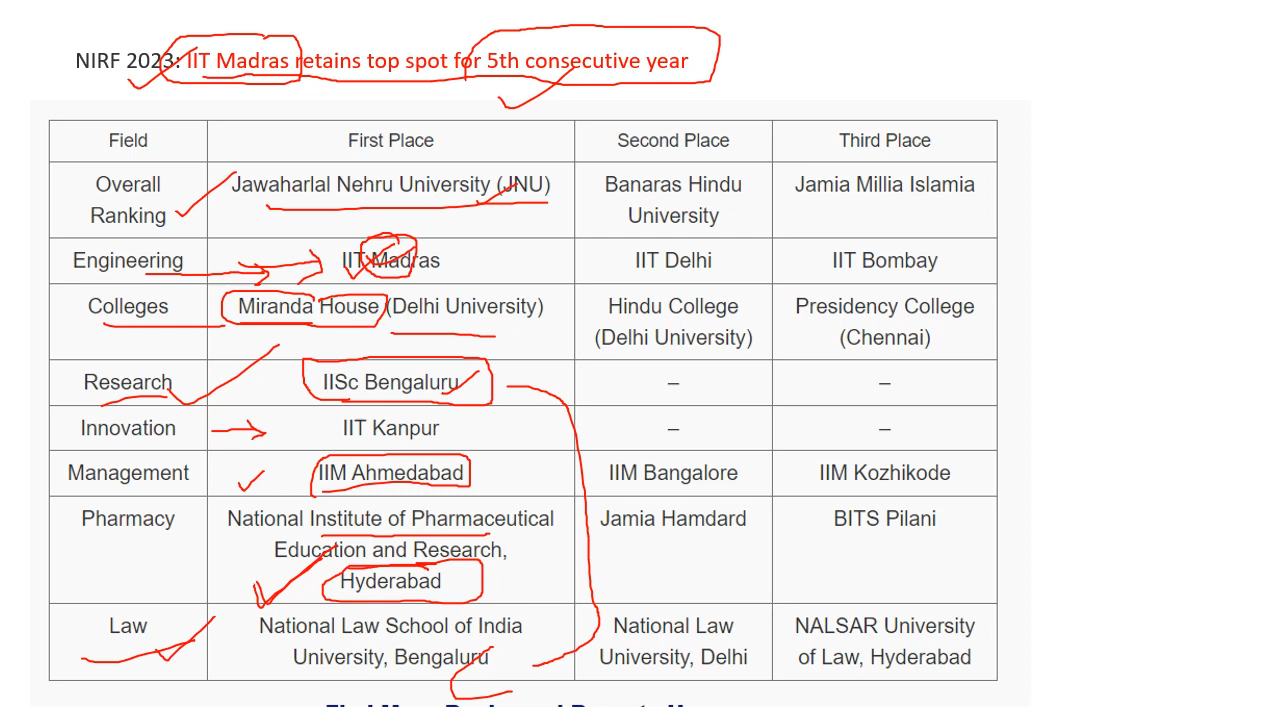 NIRF 2023: IIT Madras retains top spot for 5th consecutive year
Field First Place Second Place Third Place
Overall Ranking Jawaharlal Nehru University (JNU) Banaras Hindu University Jamia Millia Islamia
Engineering IIT Madras IIT Delhi IIT Bombay
Colleges Miranda House (Delhi University) Hindu College (Delhi University) Presidency College (Chennai)
Research IISc Bengaluru – –
Innovation IIT Kanpur – –
Management IIM Ahmedabad IIM Bangalore IIM Kozhikode
Pharmacy National Institute of Pharmaceutical Education and Research, Hyderabad Jamia Hamdard BITS Pilani
Law National Law School of India University, Bengaluru National Law University, Delhi NALSAR University of Law, Hyderabad